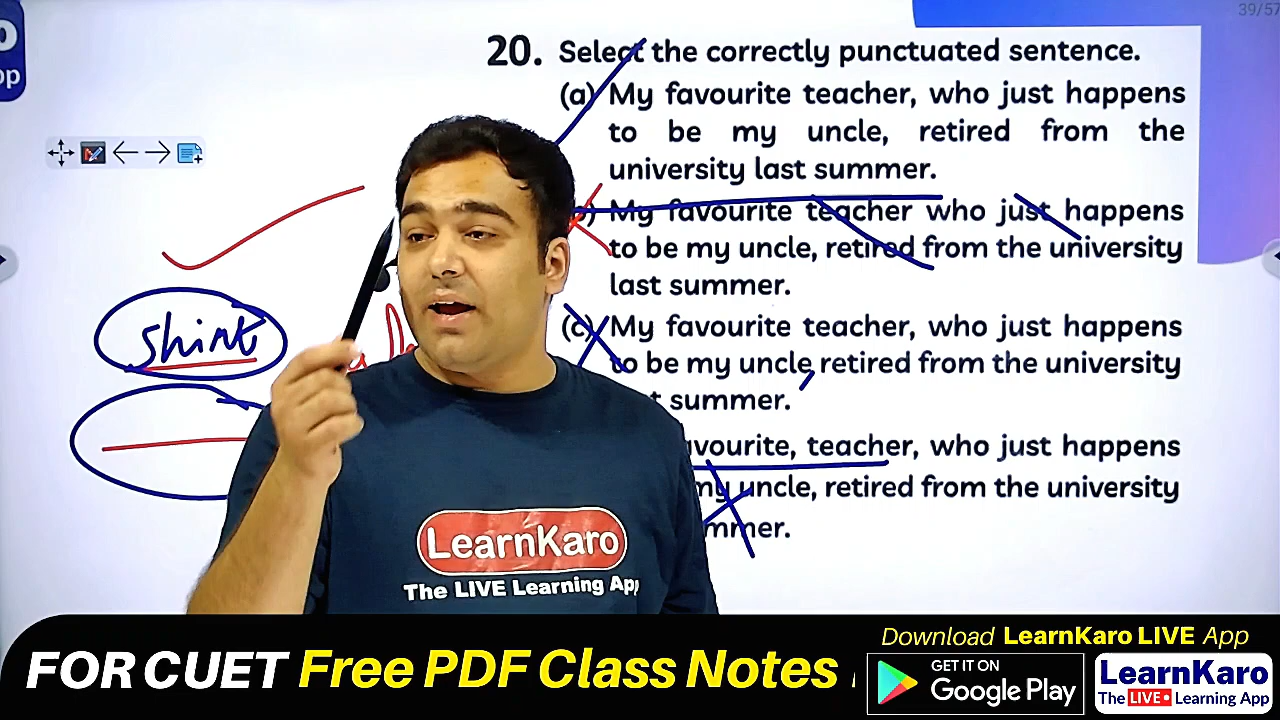 39/57
20. Select the correctly punctuated sentence.
(a) My favourite teacher, who just happens
to be my uncle, retired from the
university last summer.
My favourite teacher who just happens
to be my uncle, retired from the university
last summer.
(c) My favourite teacher, who just happens
to be my uncle retired from the university
summer.
teacher, who just happens
my uncle, retired from the university
LearnKaro
The LIVE Learning App
FOR CUET Free PDF Class Notes
Download LearnKaro LIVE App
GET IT ON
Google Play
LearnKaro
The LIVE Learning App